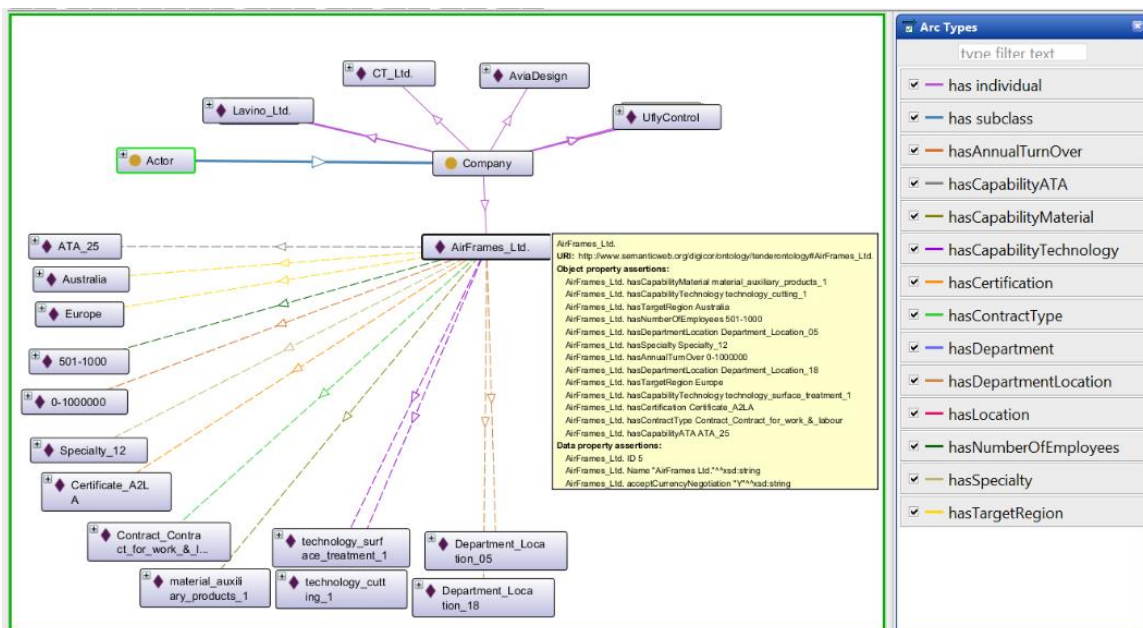 CT_Ltd.
AviaDesign
Lavino_Ltd.
UflyControl
Actor
Company
ATA_25
AirFrames_Ltd.
Australia
Europe
501-1000
0-1000000
Specialty_12
Certificate_A2L
A
Contract_Contra
ct_for_work_&_l...
technology_surf
ace_treatment_1
Department_Loca
tion_05
material_auxili
ary_products_1
technology_cutt
ing_1
Department_Loca
tion_18
AirFrames_Ltd.
URI: http://www.semanticweb.org/digicor/ontology/tenderontology#AirFrames_Ltd.
Object property assertions:
AirFrames_Ltd. hasCapabilityMaterial material_auxiliary_products_1
AirFrames_Ltd. hasCapabilityTechnology technology_cutting_1
AirFrames_Ltd. hasTargetRegion Australia
AirFrames_Ltd. hasNumberOfEmployees 501-1000
AirFrames_Ltd. hasDepartmentLocation Department_Location_05
AirFrames_Ltd. hasSpecialty Specialty_12
AirFrames_Ltd. hasAnnualTurnOver 0-1000000
AirFrames_Ltd. hasDepartmentLocation Department_Location_18
AirFrames_Ltd. hasTargetRegion Europe
AirFrames_Ltd. hasCapabilityTechnology technology_surface_treatment_1
AirFrames_Ltd. hasCertification Certificate_A2LA
AirFrames_Ltd. hasContractType Contract_Contract_for_work_&_labour
AirFrames_Ltd. hasCapabilityATA ATA_25
Data property assertions:
AirFrames_Ltd. ID 5
AirFrames_Ltd. Name "AirFrames Ltd."^^xsd:string
AirFrames_Ltd. acceptCurrencyNegotiation "Y"^^xsd:string
Arc Types
type filter text
has individual
has subclass
hasAnnualTurnOver
hasCapabilityATA
hasCapabilityMaterial
hasCapabilityTechnology
hasCertification
hasContractType
hasDepartment
hasDepartmentLocation
hasLocation
hasNumberOfEmployees
hasSpecialty
hasTargetRegion